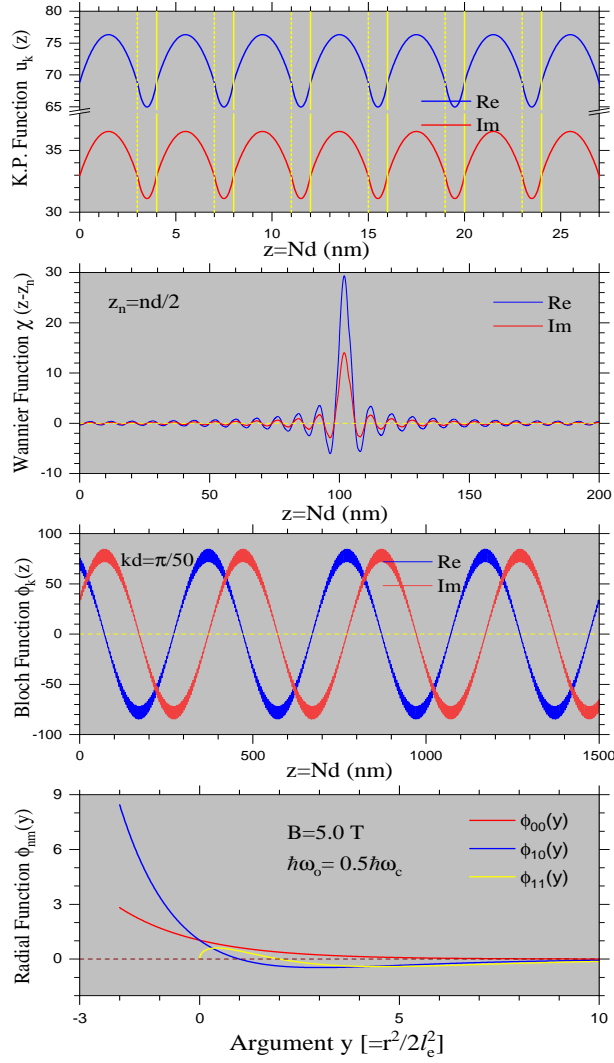 80
75
70
65
35
30
K.P. Function u_k (z)
Re
Im
0 5 10 15 20 25
z=Nd (nm)
30
20
10
0
-10
Wannier Function χ (z-z_n)
z_n=nd/2
Re
Im
0 50 100 150 200
z=Nd (nm)
100
50
0
-50
-100
Bloch Function ϕ_k(z)
kd=π/50
Re
Im
0 500 1000 1500
z=Nd (nm)
9
6
3
0
Radial Function ϕ_nm(y)
B=5.0 T
ℏω_o= 0.5ℏω_c
ϕ_00(y)
ϕ_10(y)
ϕ_11(y)
-3 0 5 10
Argument y [=r^2/2l_e^2]